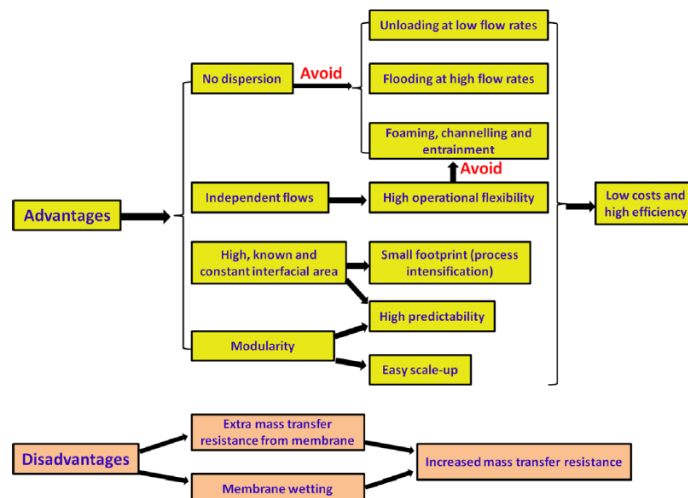 Unloading at low flow rates
Avoid
No dispersion
Flooding at high flow rates
Foaming, channelling and
entrainment
Avoid
Independent flows
High operational flexibility
Low costs and
high efficiency
Advantages
High, known and
constant interfacial area
Small footprint (process
intensification)
High predictability
Modularity
Easy scale-up
Extra mass transfer
resistance from membrane
Disadvantages
Increased mass transfer resistance
Membrane wetting